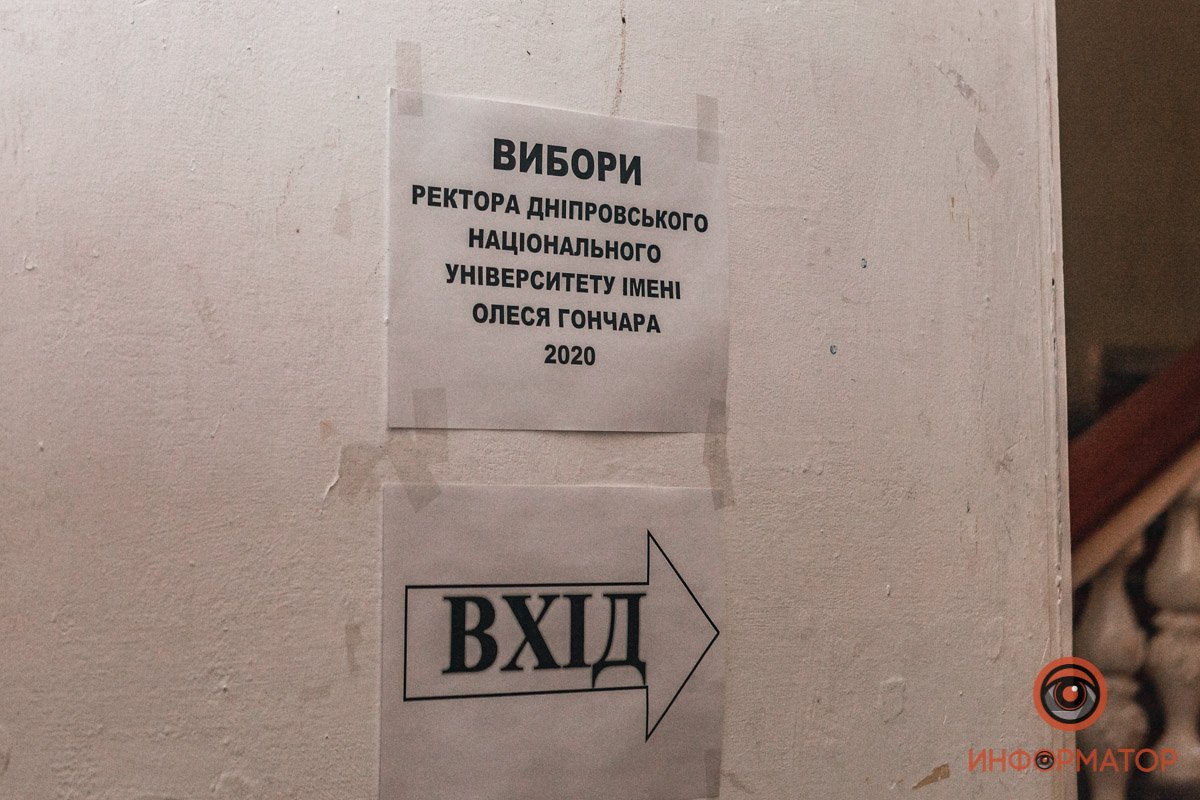 ВИБОРИ
РЕКТОРА ДНІПРОВСЬКОГО
НАЦІОНАЛЬНОГО
УНІВЕРСИТЕТУ ІМЕНІ
ОЛЕСЯ ГОНЧАРА
2020
ВХІД
ИНФОРМАТОР